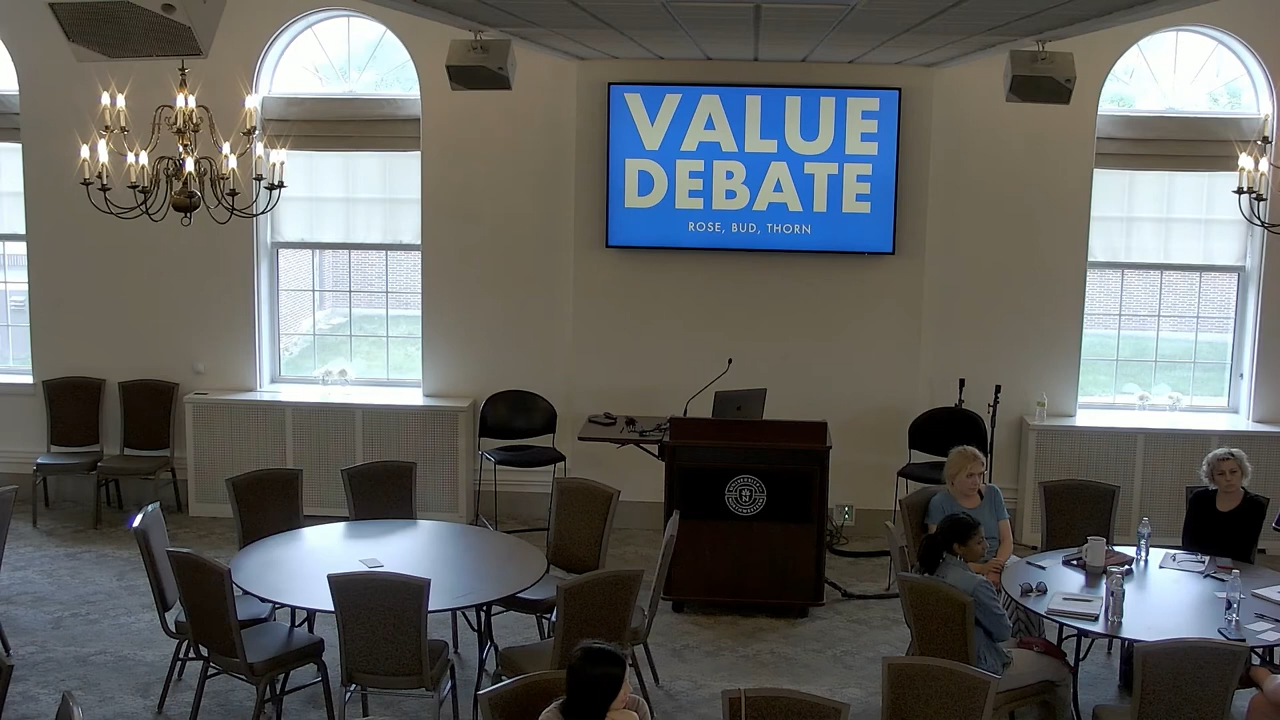 VALUE
DEBATE
ROSE, BUD, THORN